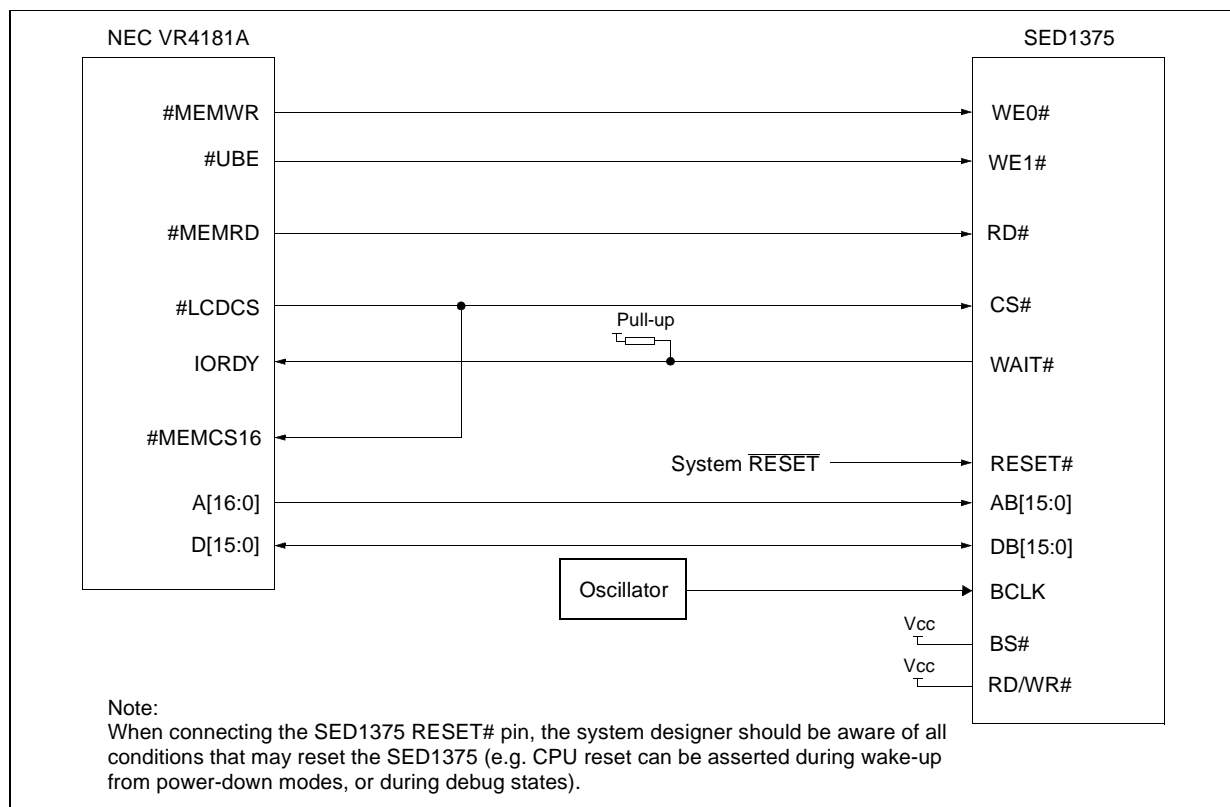 NEC VR4181A
SED1375
#MEMWR
WE0#
#UBE
WE1#
#MEMRD
RD#
#LCDCS
CS#
Pull-up
IORDY
WAIT#
#MEMCS16
System RESET
RESET#
A[16:0]
AB[15:0]
D[15:0]
DB[15:0]
Oscillator
BCLK
Vcc
BS#
Vcc
RD/WR#
Note:
When connecting the SED1375 RESET# pin, the system designer should be aware of all
conditions that may reset the SED1375 (e.g. CPU reset can be asserted during wake-up
from power-down modes, or during debug states).